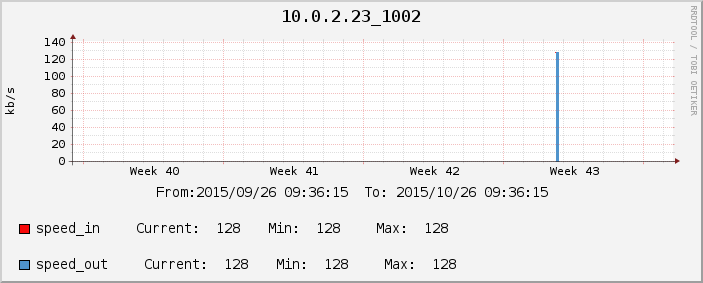 10.0.2.23_1002
RRDTOOL / TOBI OETIKER
kb/s
140
120
100
80
60
40
20
0
Week 40 Week 41 Week 42 Week 43
From:2015/09/26 09:36:15 To: 2015/10/26 09:36:15
speed_in Current: 128 Min: 128 Max: 128
speed_out Current: 128 Min: 128 Max: 128